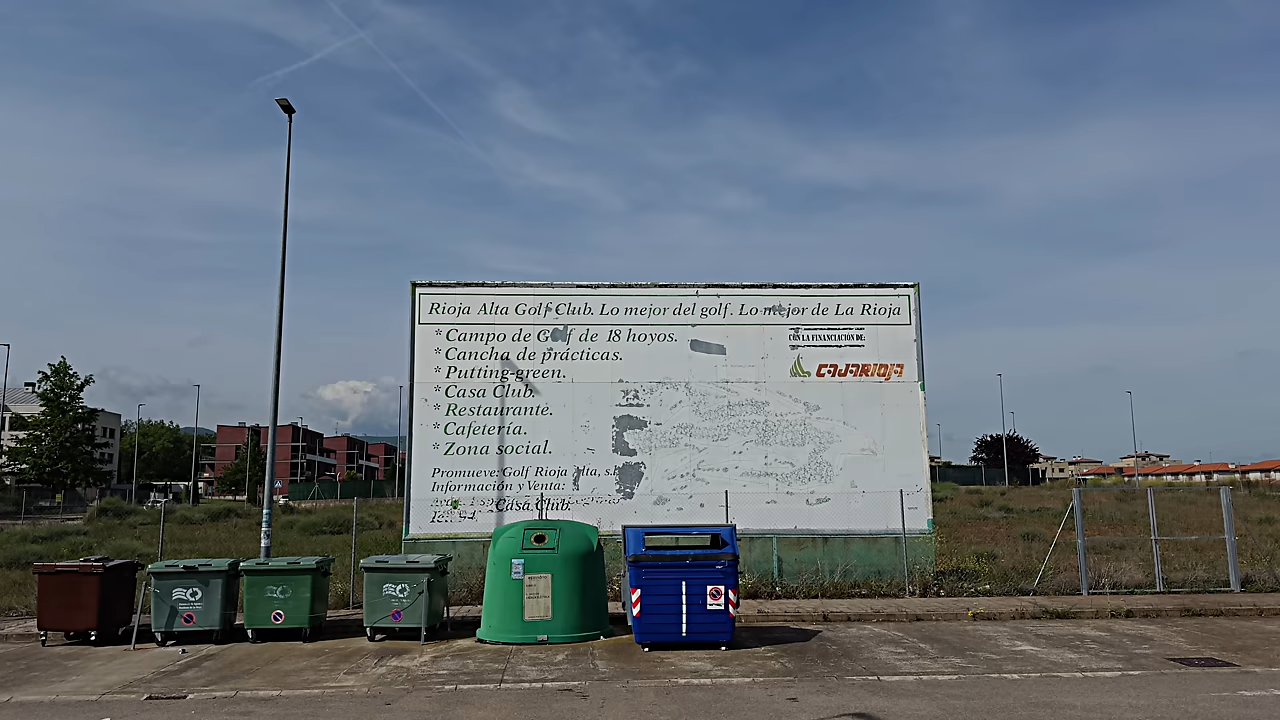 Rioja Alta Golf Club. Lo mejor del golf. Lo mejor de La Rioja
* Campo de Golf de 18 hoyos.
* Cancha de prácticas.
* Putting-green.
* Casa Club.
* Restaurante.
* Cafetería.
* Zona social.
Promueve: Golf Rioja Alta, s.l.
Información y Venta:
Casa Club.
CON LA FINANCIACIÓN DE:
CAJARIOJA